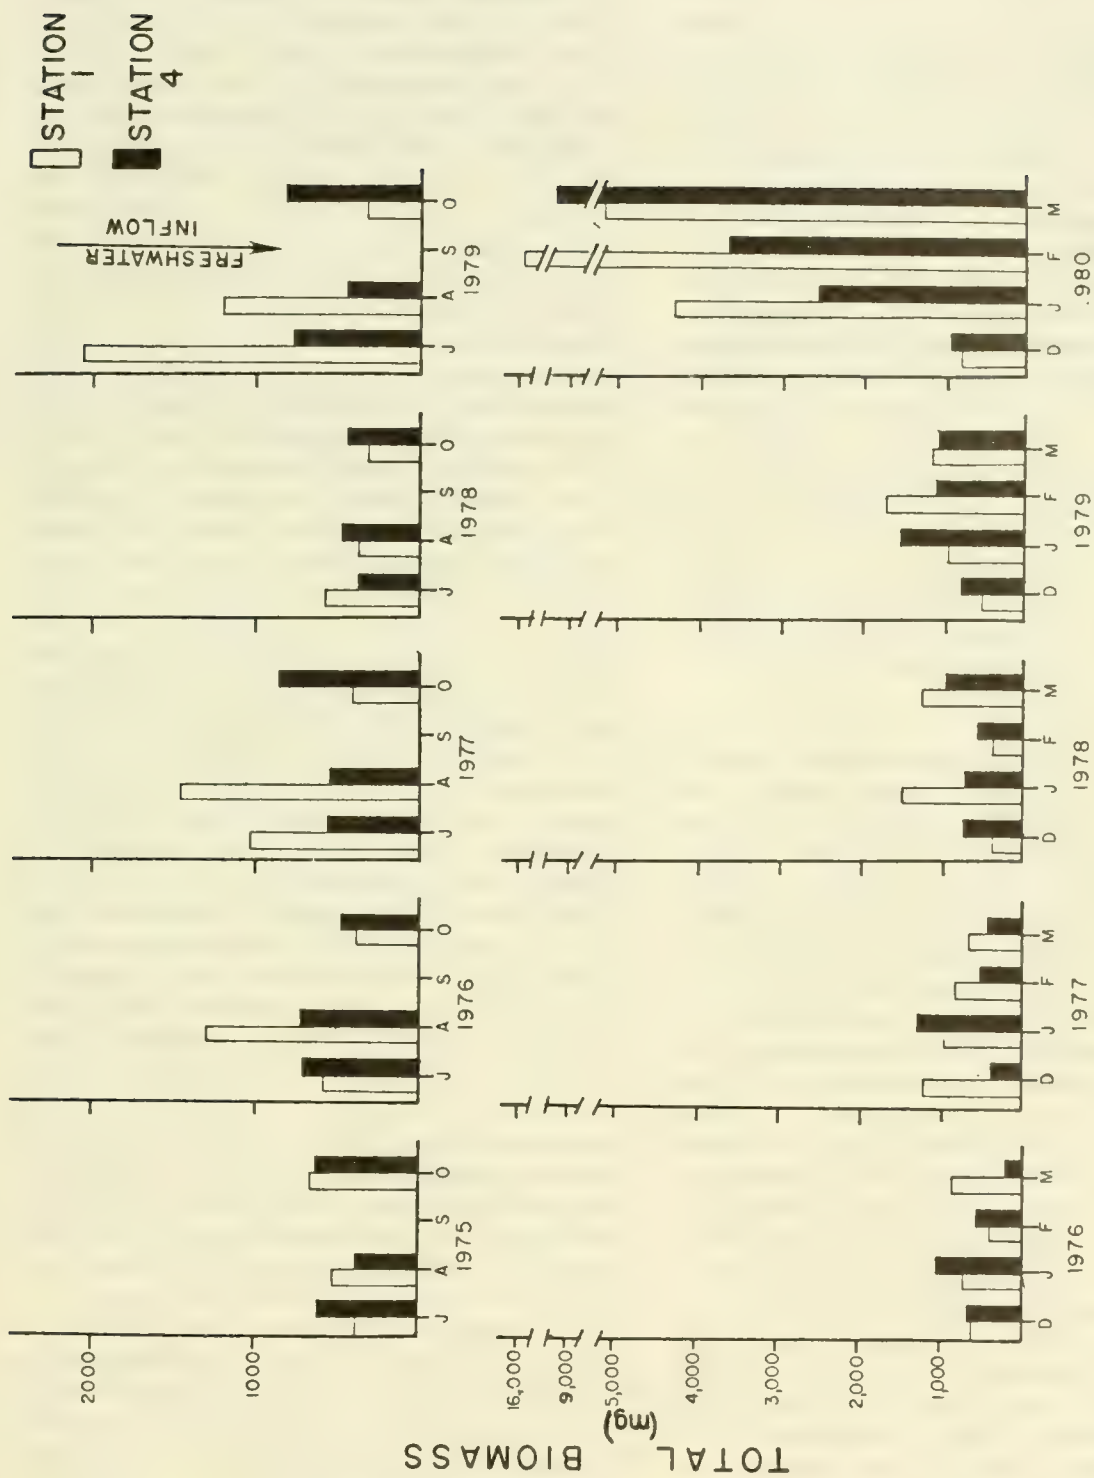 STATION
1
STATION
4
FRESHWATER
INFLOW
2000
1000
J A S O
1975
J A S O
1976
J A S O
1977
J A S O
1978
J A S O
1979
TOTAL BIOMASS
(mg)
16,000
9,000
5,000
4,000
3,000
2,000
1,000
D J F M
1976
D J F M
1977
D J F M
1978
D J F M
1979
D J F M
.980